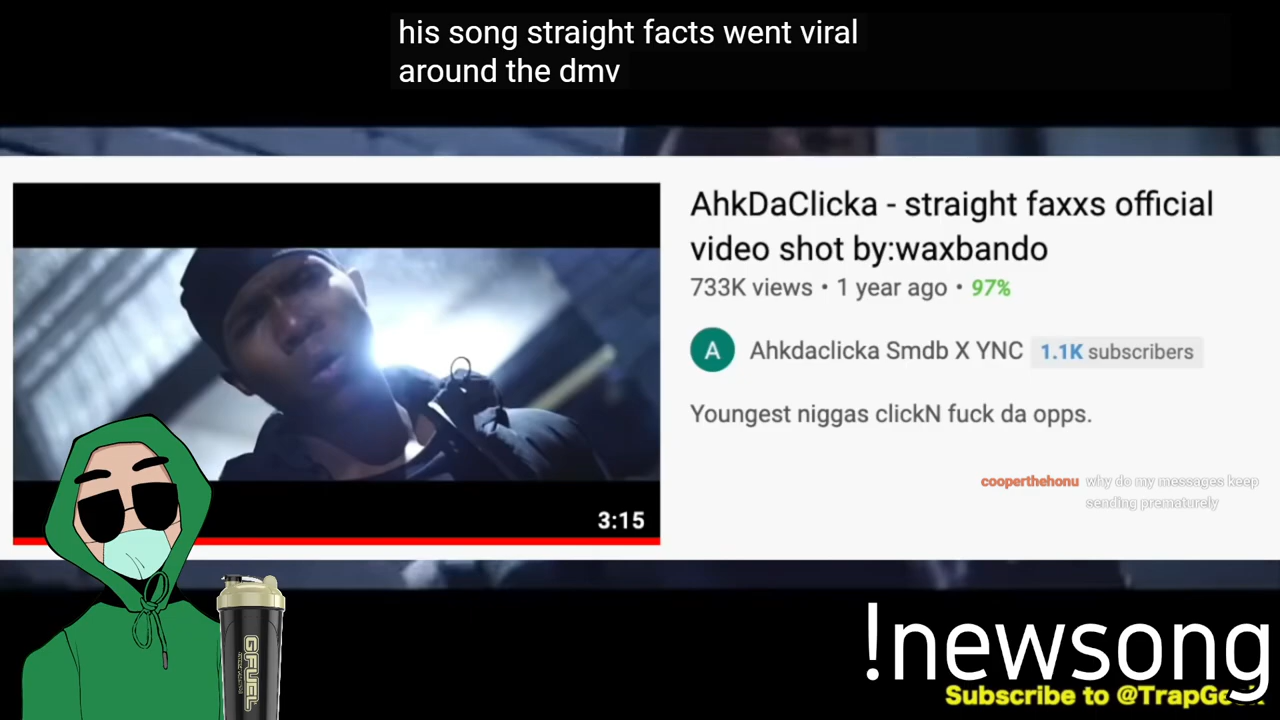 his song straight facts went viral
around the dmv
AhkDaClicka - straight faxxs official
video shot by:waxbando
733K views • 1 year ago • 97%
A
Ahkdaclicka Smdb X YNC 1.1K subscribers
Youngest niggas clickN fuck da opps.
cooperthehonu why do my messages keep
sending prematurely
3:15
GFUEL
!newsong
Subscribe to @TrapGeek